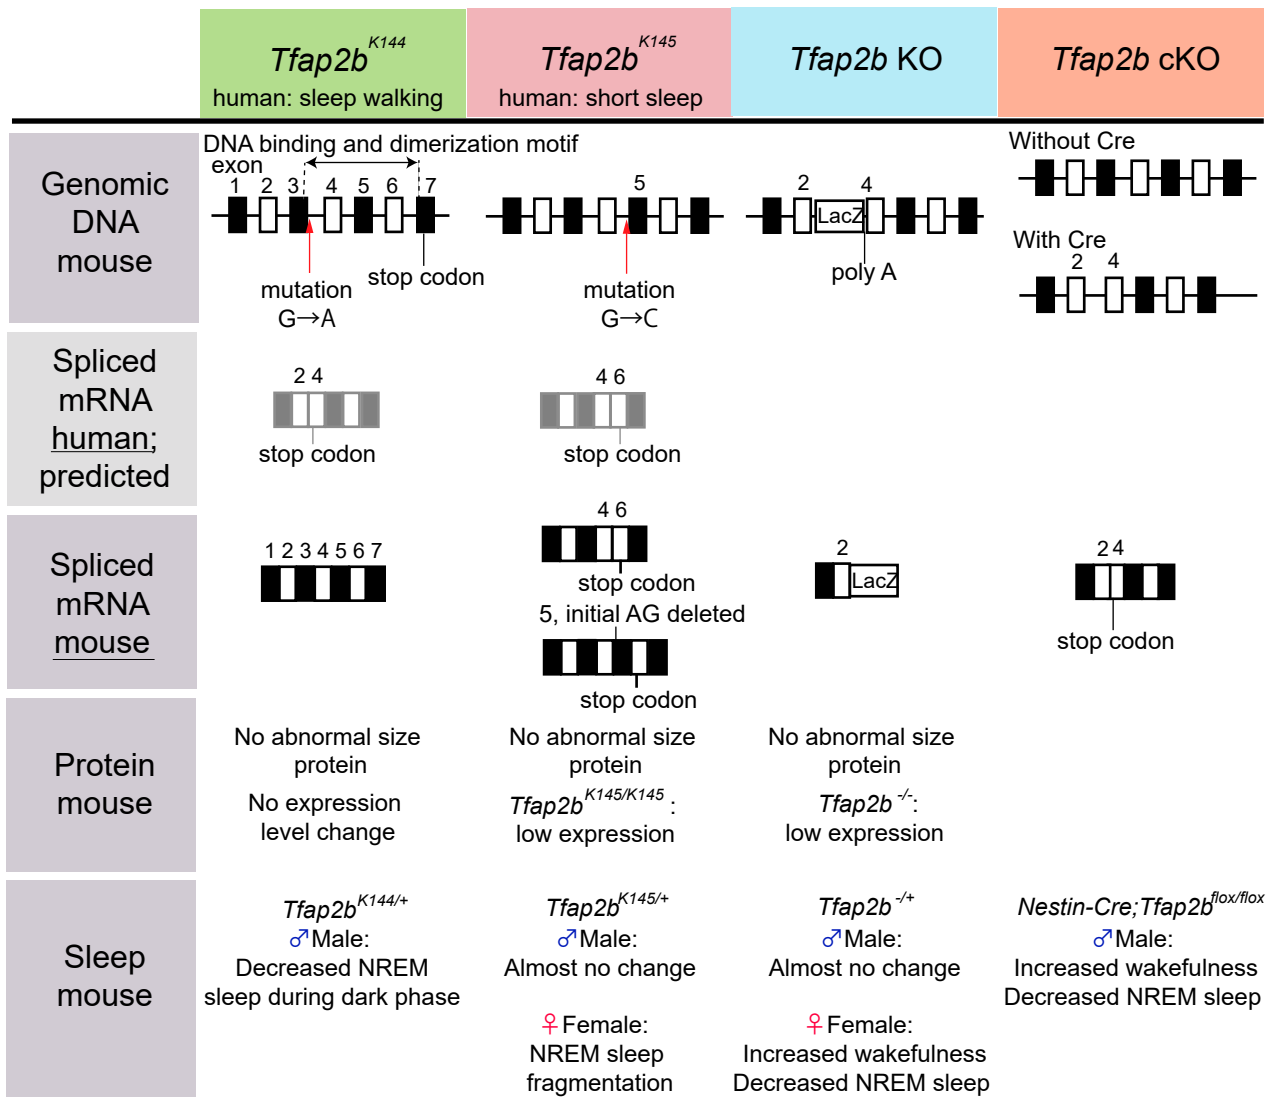 Tfap2b K144
human: sleep walking
Tfap2b K145
human: short sleep
Tfap2b KO
Tfap2b cKO
Genomic
DNA
mouse
DNA binding and dimerization motif
exon
1 2 3 4 5 6 7
stop codon
mutation
G→A
5
mutation
G→C
2 4
LacZ
poly A
Without Cre
With Cre
2 4
Spliced
mRNA
human;
predicted
2 4
stop codon
4 6
stop codon
Spliced
mRNA
mouse
1 2 3 4 5 6 7
4 6
stop codon
5, initial AG deleted
stop codon
2
LacZ
2 4
stop codon
Protein
mouse
No abnormal size
protein
No expression
level change
No abnormal size
protein
Tfap2b K145/K145 :
low expression
No abnormal size
protein
Tfap2b -/-:
low expression
Sleep
mouse
Tfap2b K144/+
♂Male:
Decreased NREM
sleep during dark phase
Tfap2b K145/+
♂Male:
Almost no change
♀Female:
NREM sleep
fragmentation
Tfap2b -/+
♂Male:
Almost no change
♀Female:
Increased wakefulness
Decreased NREM sleep
Nestin-Cre;Tfap2b flox/flox
♂Male:
Increased wakefulness
Decreased NREM sleep